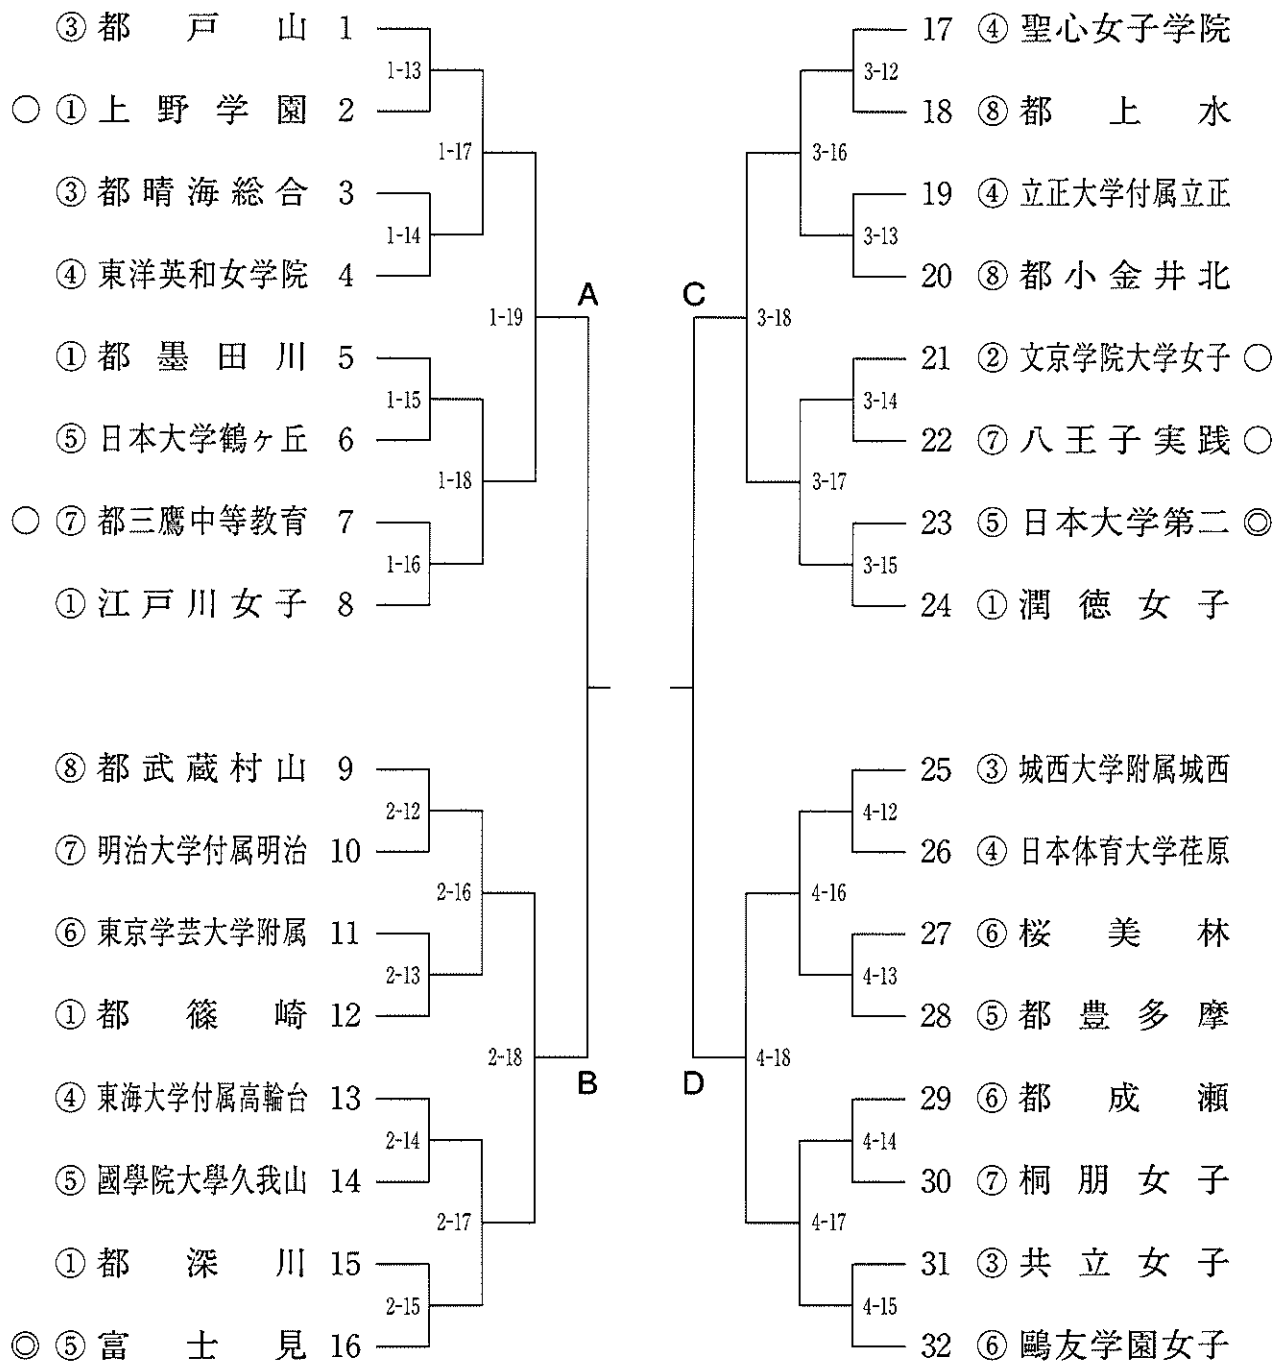 ③ 都戸山 1
○ ① 上野学園 2
③ 都晴海総合 3
④ 東洋英和女学院 4
① 都墨田川 5
⑤ 日本大学鶴ヶ丘 6
○ ⑦ 都三鷹中等教育 7
① 江戸川女子 8
1-13
1-14
1-15
1-16
1-17
1-18
1-19
A
⑧ 都武蔵村山 9
⑦ 明治大学付属明治 10
⑥ 東京学芸大学附属 11
① 都篠崎 12
④ 東海大学付属高輪台 13
⑤ 國學院大學久我山 14
① 都深川 15
◎ ⑤ 富士見 16
2-12
2-13
2-14
2-15
2-16
2-17
2-18
B
17 ④ 聖心女子学院
18 ⑧ 都上水
19 ④ 立正大学付属立正
20 ⑧ 都小金井北
21 ② 文京学院大学女子 ○
22 ⑦ 八王子実践 ○
23 ⑤ 日本大学第二 ◎
24 ① 潤徳女子
3-12
3-13
3-14
3-15
3-16
3-17
3-18
C
25 ③ 城西大学附属城西
26 ④ 日本体育大学荏原
27 ⑥ 桜美林
28 ⑤ 都豊多摩
29 ⑥ 都成瀬
30 ⑦ 桐朋女子
31 ③ 共立女子
32 ⑥ 鷗友学園女子
4-12
4-13
4-14
4-15
4-16
4-17
4-18
D